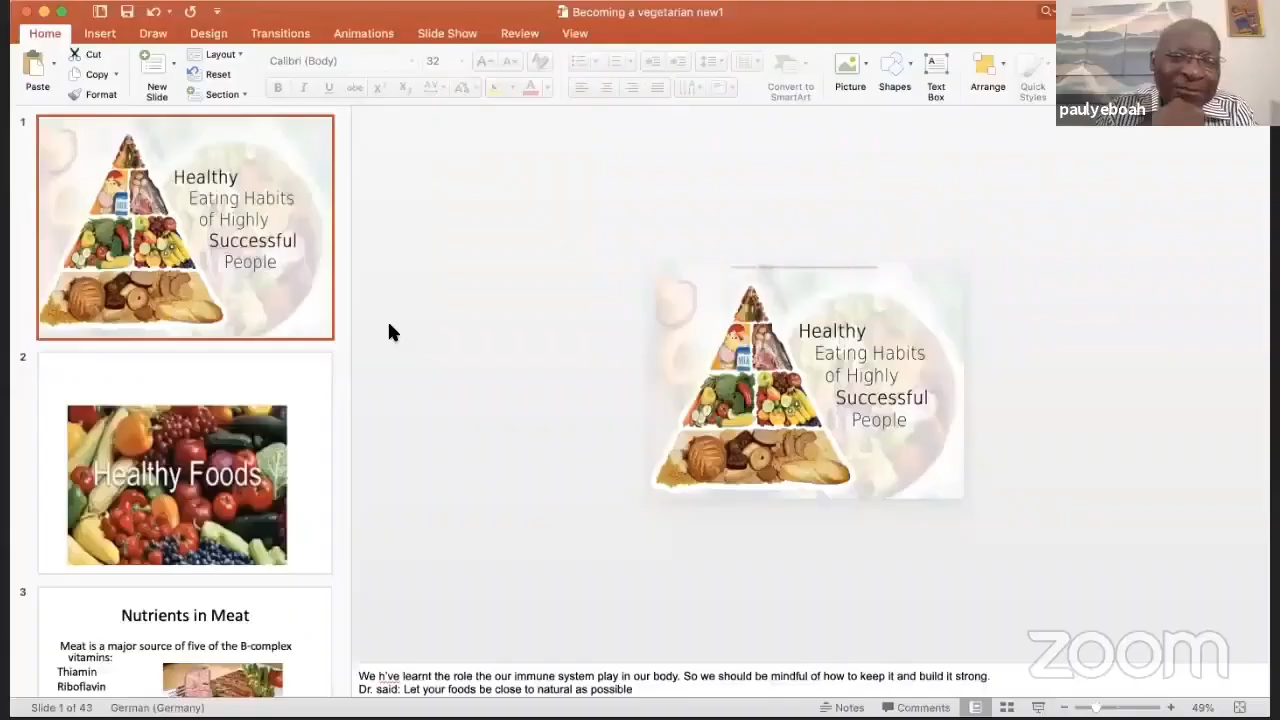 Becoming a vegetarian new1
Home Insert Draw Design Transitions Animations Slide Show Review View
Paste
Cut
Copy
Format
New
Slide
Layout
Reset
Section
Calibri (Body) 32
B I U abc X² X₂ AV Aa A
Convert to
SmartArt
Picture
Shapes
Text
Box
Arrange
Quick
Styles
paulyeboah
1
Healthy
Eating Habits
of Highly
Successful
People
2
Healthy Foods
3
Nutrients in Meat
Meat is a major source of five of the B-complex
vitamins:
Thiamin
Riboflavin
MILK
Healthy
Eating Habits
of Highly
Successful
People
zoom
We h've learnt the role the our immune system play in our body. So we should be mindful of how to keep it and build it strong.
Dr. said: Let your foods be close to natural as possible
Slide 1 of 43 German (Germany) Notes Comments 49%